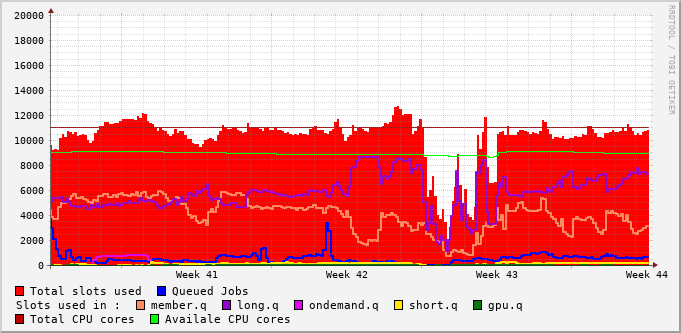 20000
18000
16000
14000
12000
10000
8000
6000
4000
2000
0
Week 41 Week 42 Week 43 Week 44
RRDTOOL / TOBI OETIKER
Total slots used Queued Jobs
Slots used in : member.q long.q ondemand.q short.q gpu.q
Total CPU cores Availale CPU cores